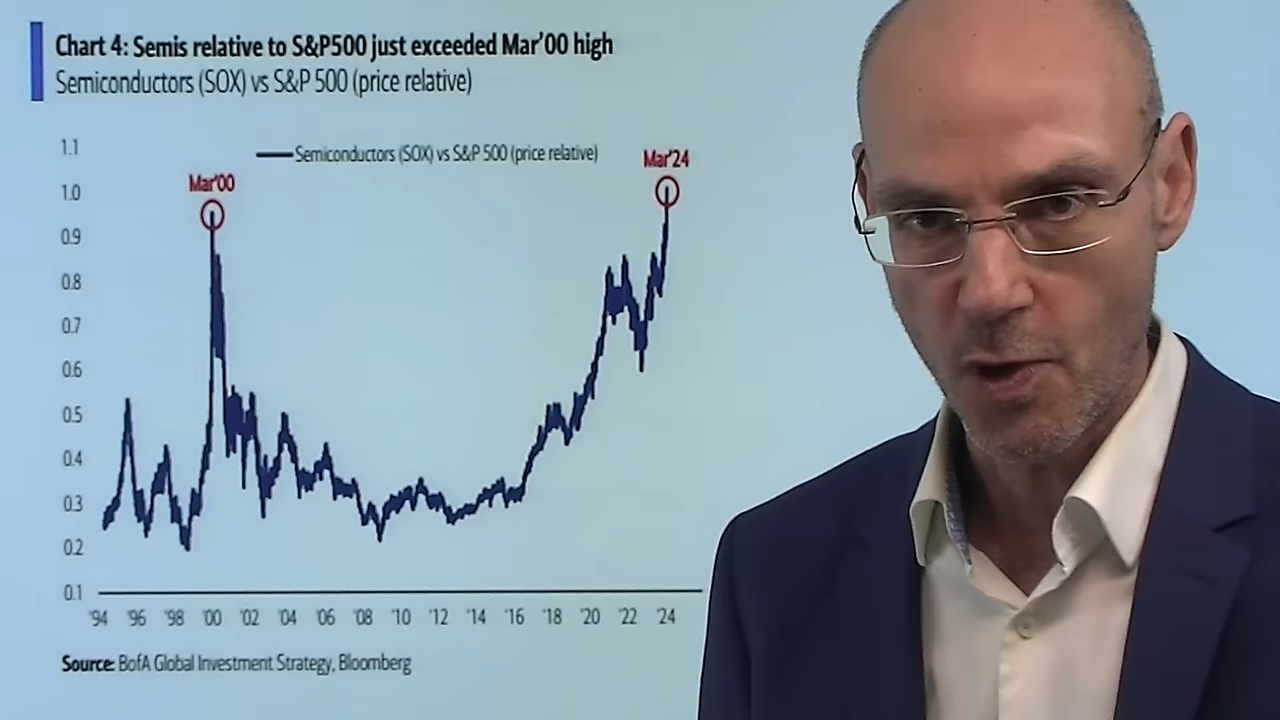 Chart 4: Semis relative to S&P500 just exceeded Mar'00 high
Semiconductors (SOX) vs S&P 500 (price relative)
1.1
Semiconductors (SOX) vs S&P 500 (price relative)
Mar'24
Mar'00
1.0
0.9
0.8
0.7
0.6
0.5
0.4
0.3
0.2
0.1
'94 '96 '98 '00 '02 '04 '06 '08 '10 '12 '14 '16 '18 '20 '22 '24
Source: BofA Global Investment Strategy, Bloomberg